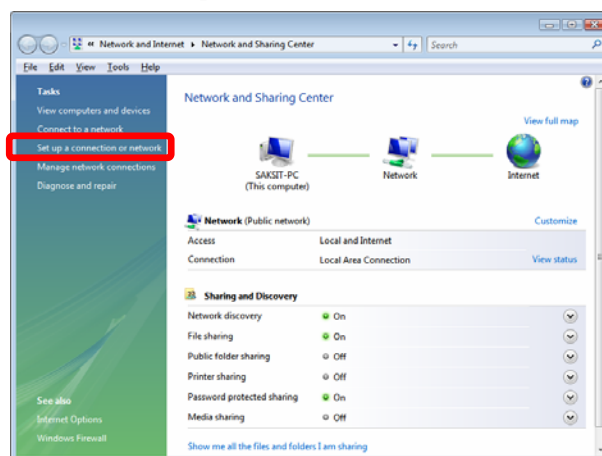 « Network and Internet ▸ Network and Sharing Center
Search
File Edit View Tools Help
Tasks
View computers and devices
Connect to a network
Set up a connection or network
Manage network connections
Diagnose and repair
See also
Internet Options
Windows Firewall
Network and Sharing Center
View full map
SAKSIT-PC
(This computer)
Network
Internet
Network (Public network)
Customize
Access Local and Internet
Connection Local Area Connection View status
Sharing and Discovery
Network discovery On
File sharing On
Public folder sharing Off
Printer sharing Off
Password protected sharing On
Media sharing Off
Show me all the files and folders I am sharing